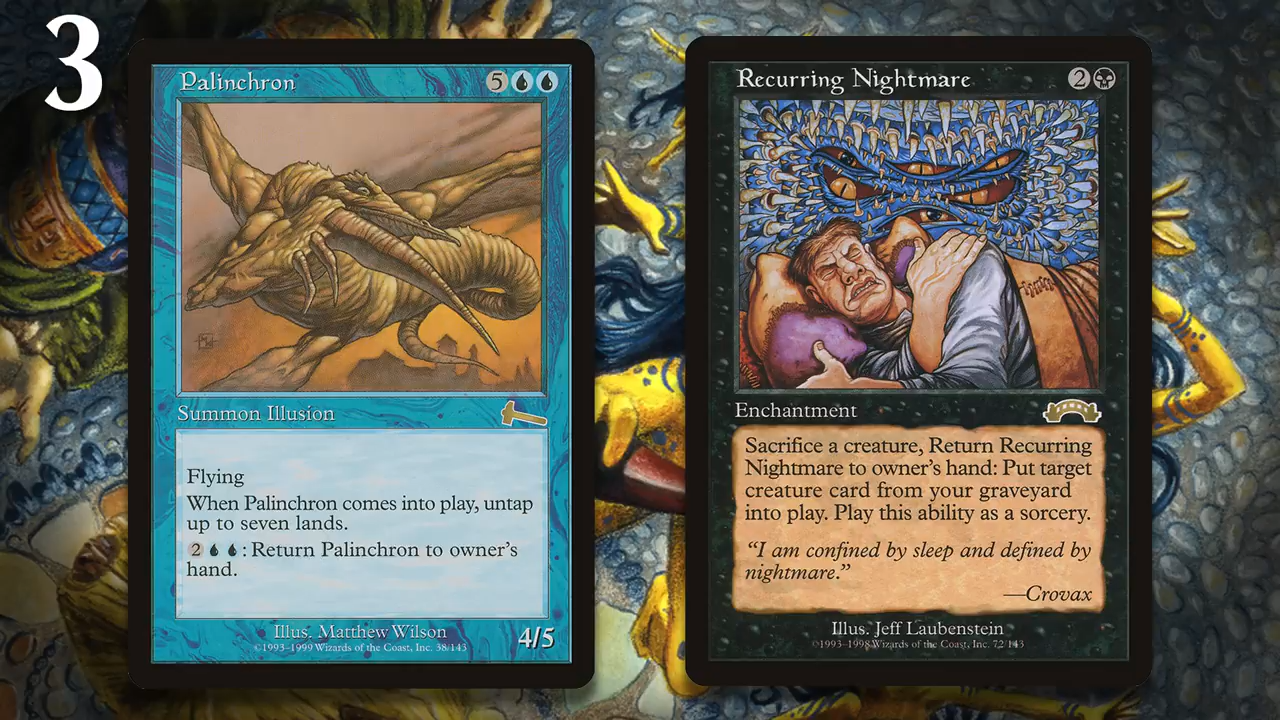 3
Palinchron
5
Summon Illusion
Flying
When Palinchron comes into play, untap
up to seven lands.
2 : Return Palinchron to owner's
hand.
Illus. Matthew Wilson
4/5
©1993-1999 Wizards of the Coast, Inc. 38/143
Recurring Nightmare
2
Enchantment
Sacrifice a creature, Return Recurring
Nightmare to owner's hand: Put target
creature card from your graveyard
into play. Play this ability as a sorcery.
"I am confined by sleep and defined by
nightmare."
—Crovax
Illus. Jeff Laubenstein
©1993-1998 Wizards of the Coast, Inc. 72/143